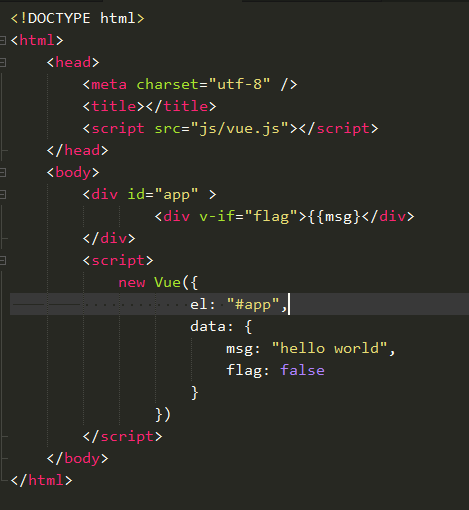 <!DOCTYPE html>
<html>
<head>
<meta charset="utf-8" />
<title></title>
<script src="js/vue.js"></script>
</head>
<body>
<div id="app" >
<div v-if="flag">{{msg}</div>
</div>
<script>
new Vue({
el: "#app",
data: {
msg: "hello world",
flag: false
}
})
</script>
</body>
</html>